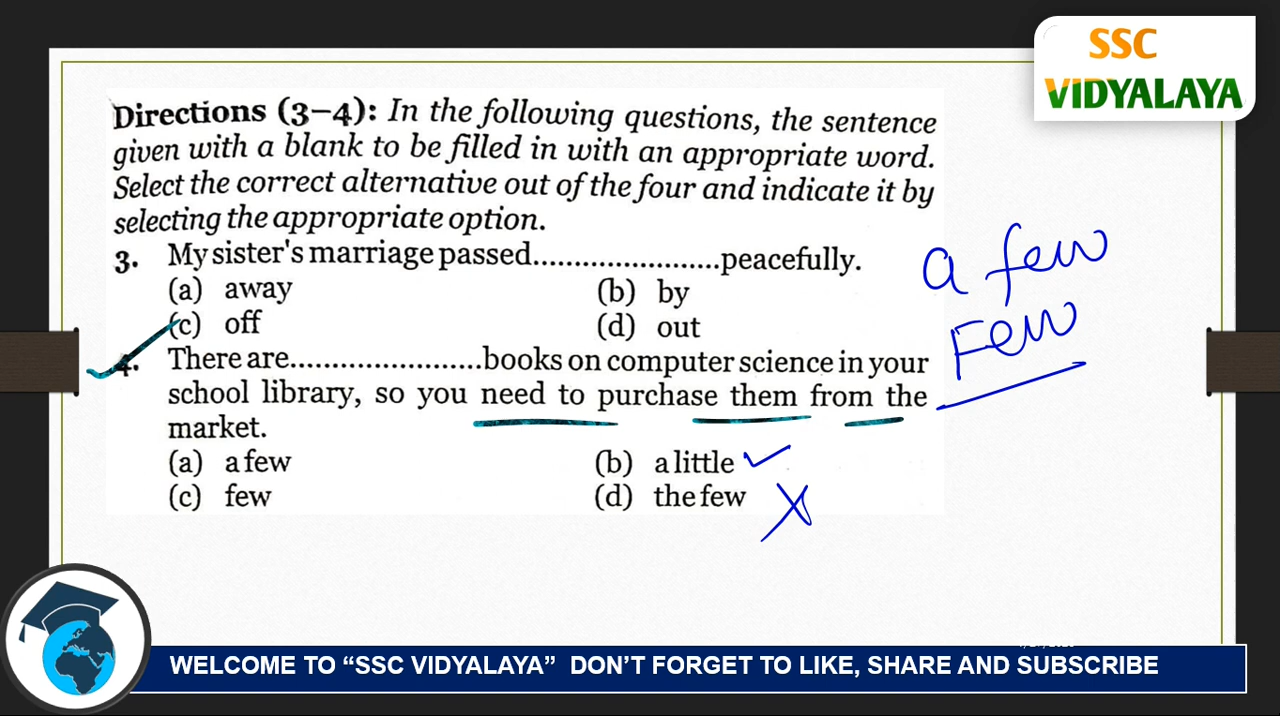 SSC
VIDYALAYA
Directions (3–4): In the following questions, the sentence
given with a blank to be filled in with an appropriate word.
Select the correct alternative out of the four and indicate it by
selecting the appropriate option.
3. My sister's marriage passed.......................peacefully.
(a) away (b) by
(c) off (d) out
4. There are........................books on computer science in your
school library, so you need to purchase them from the
market.
(a) a few (b) a little
(c) few (d) the few
a few
Few
WELCOME TO “SSC VIDYALAYA” DON’T FORGET TO LIKE, SHARE AND SUBSCRIBE